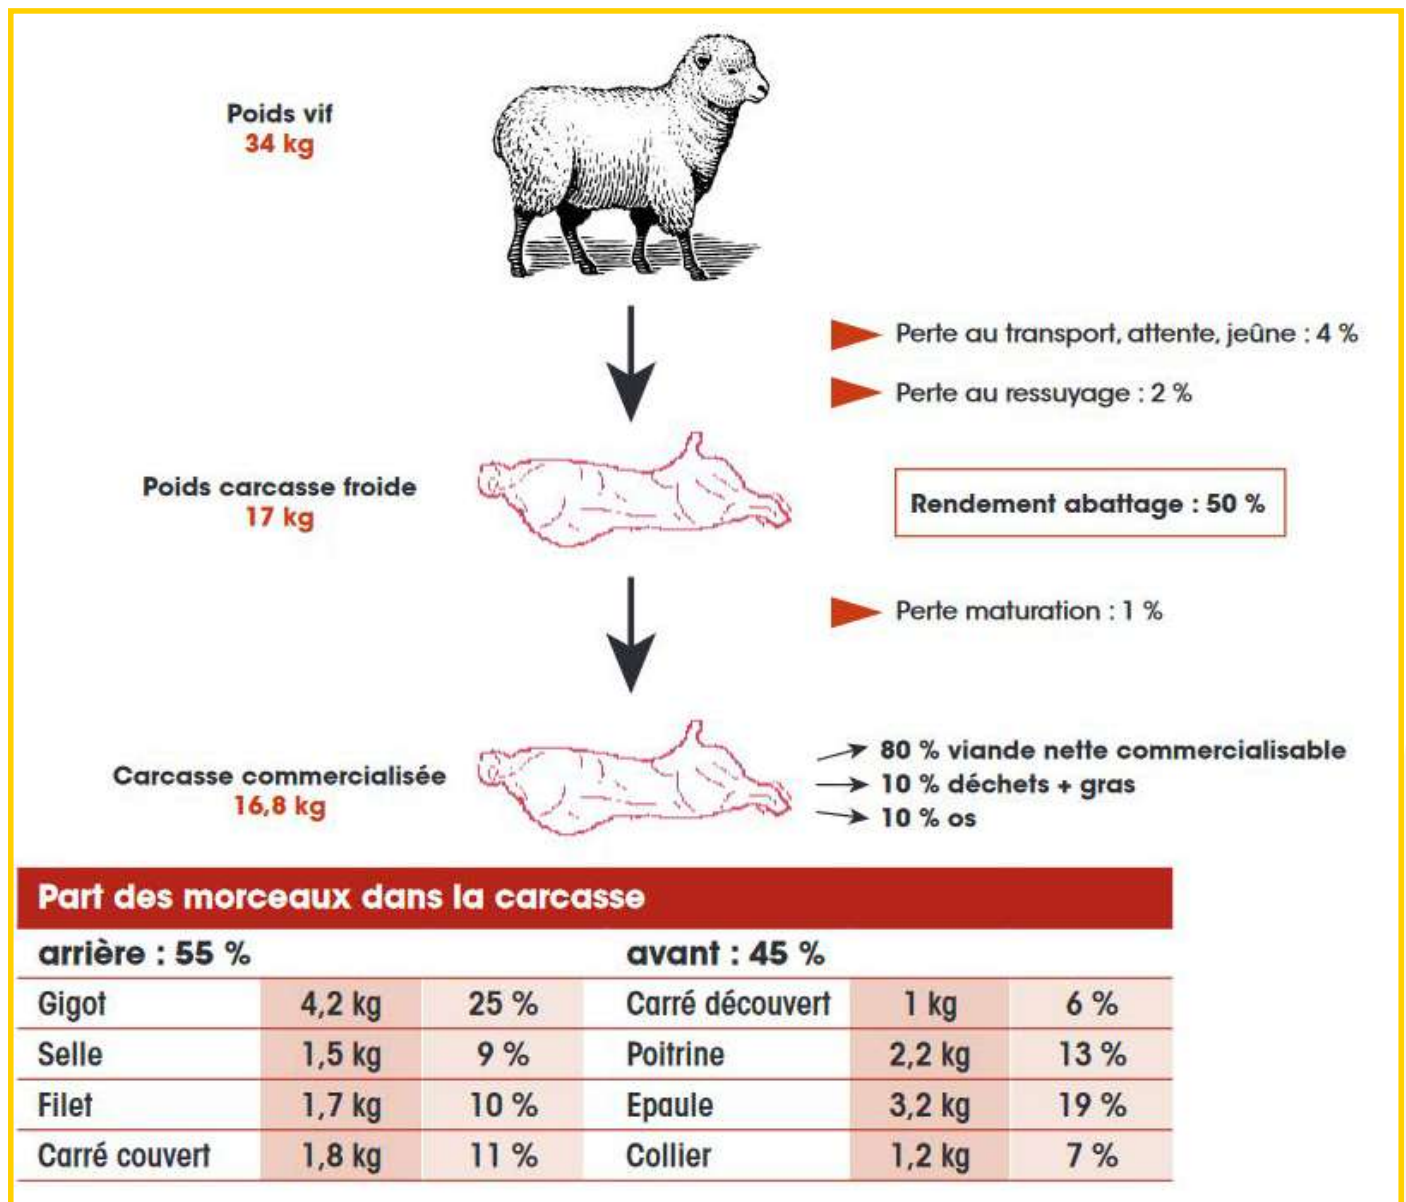 Poids vif
34 kg
Perte au transport, attente, jeûne : 4 %
Perte au ressuyage : 2 %
Poids carcasse froide
17 kg
Rendement abattage : 50 %
Perte maturation : 1 %
Carcasse commercialisée
16,8 kg
80 % viande nette commercialisable
10 % déchets + gras
10 % os
Part des morceaux dans la carcasse
arrière : 55 % avant : 45 %
Gigot 4,2 kg 25 % Carré découvert 1 kg 6 %
Selle 1,5 kg 9 % Poitrine 2,2 kg 13 %
Filet 1,7 kg 10 % Epaule 3,2 kg 19 %
Carré couvert 1,8 kg 11 % Collier 1,2 kg 7 %